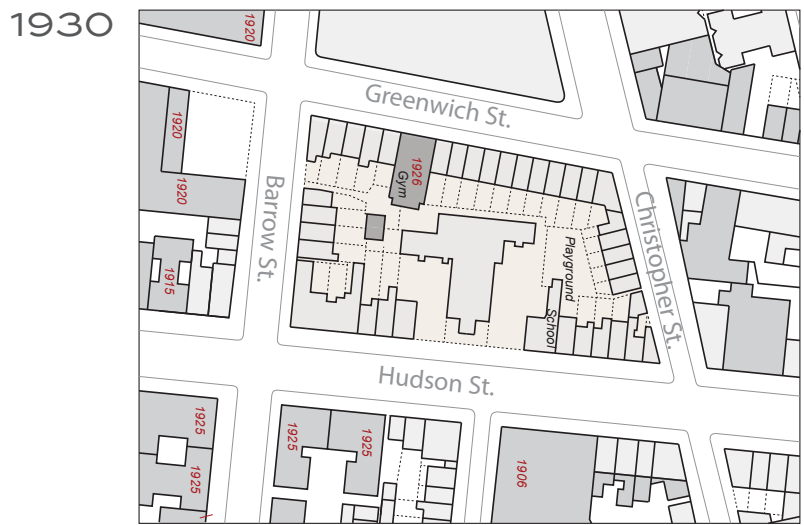 1930
1920
Greenwich St.
1920
1926
Gym
1920
Barrow St.
Christopher St.
Playground
1915
School
Hudson St.
1925
1925
1925
1925
1906